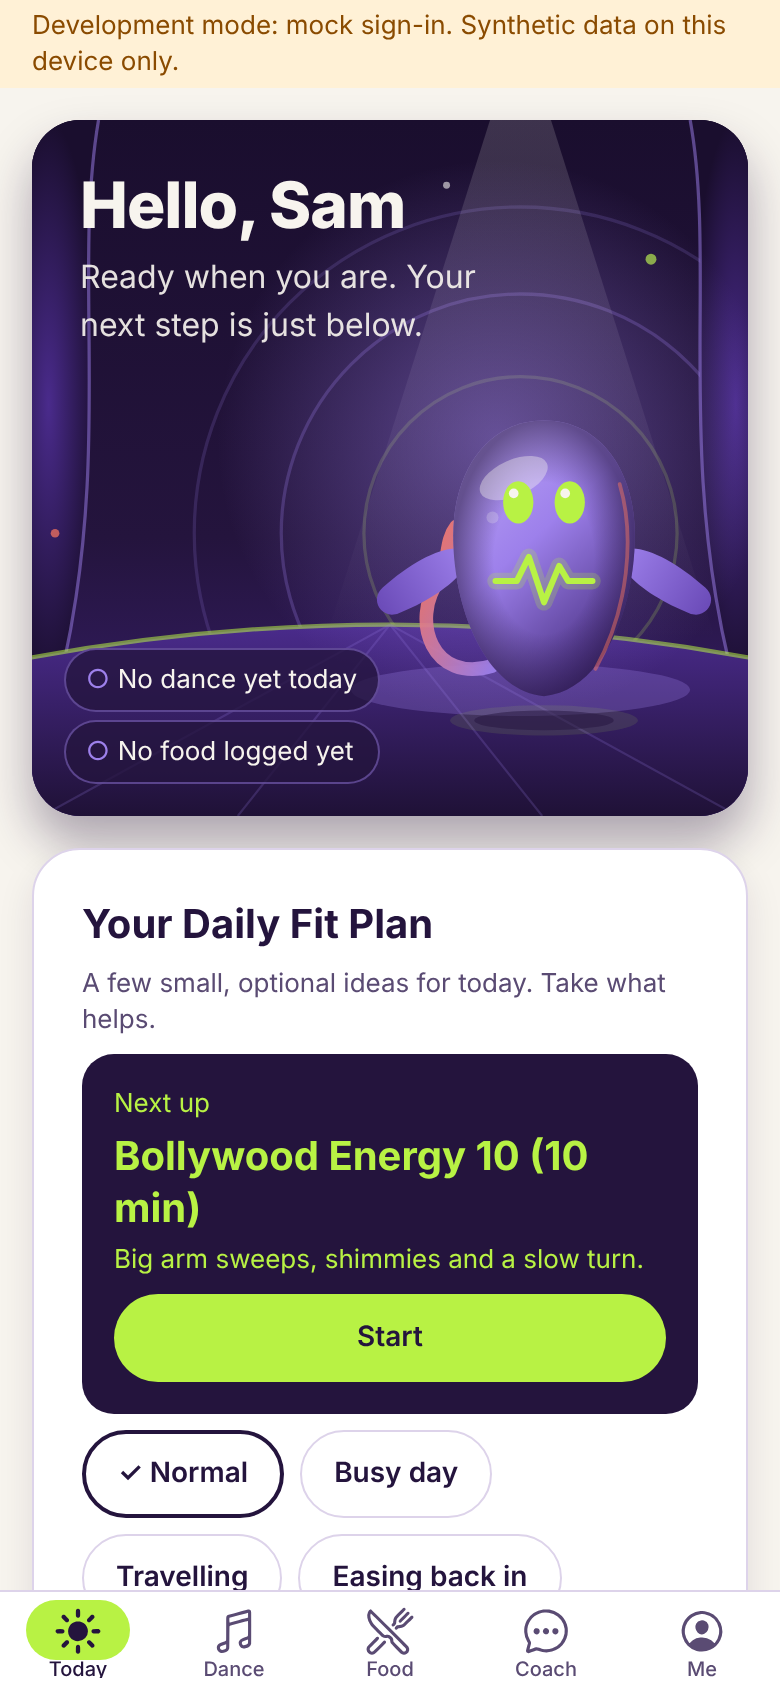 Development mode: mock sign-in. Synthetic data on this
device only.
Hello, Sam
Ready when you are. Your
next step is just below.
No dance yet today
No food logged yet
Your Daily Fit Plan
A few small, optional ideas for today. Take what
helps.
Next up
Bollywood Energy 10 (10
min)
Big arm sweeps, shimmies and a slow turn.
Start
✓ Normal
Busy day
Travelling
Easing back in
Today
Dance
Food
Coach
Me